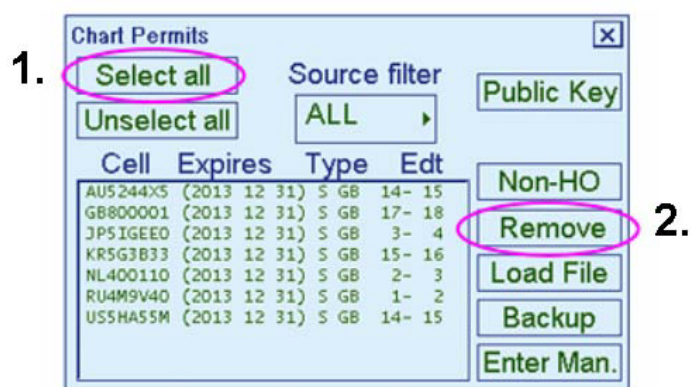 Chart Permits
1.
Select all
Source filter
Public Key
Unselect all
ALL
Cell Expires Type Edt
AU5244X5 (2013 12 31) S GB 14- 15
GB800001 (2013 12 31) S GB 17- 18
JP5IGEE0 (2013 12 31) S GB 3- 4
KR5G3B33 (2013 12 31) S GB 15- 16
NL400110 (2013 12 31) S GB 2- 3
RU4M9V40 (2013 12 31) S GB 1- 2
US5HA55M (2013 12 31) S GB 14- 15
Non-HO
Remove
2.
Load File
Backup
Enter Man.